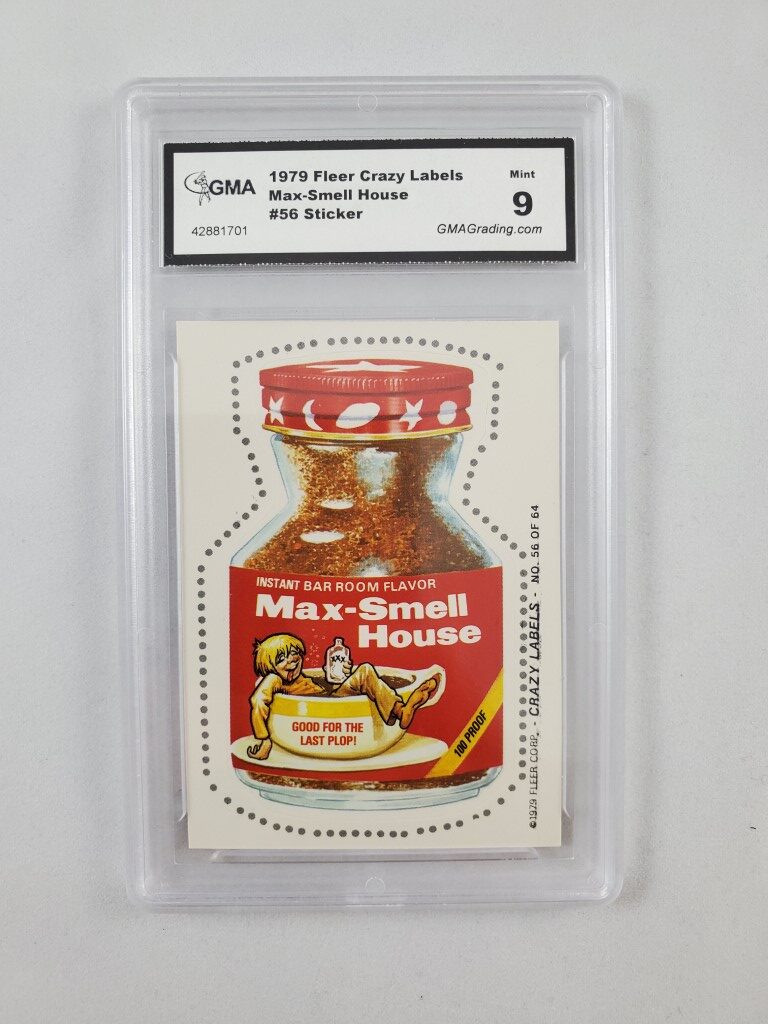 GMA
1979 Fleer Crazy Labels
Max-Smell House
#56 Sticker
42881701
Mint
9
GMAGrading.com
INSTANT BAR ROOM FLAVOR
Max-Smell
House
XXX
GOOD FOR THE
LAST PLOP!
100 PROOF
©1979 FLEER CORP. - CRAZY LABELS - NO. 56 OF 64